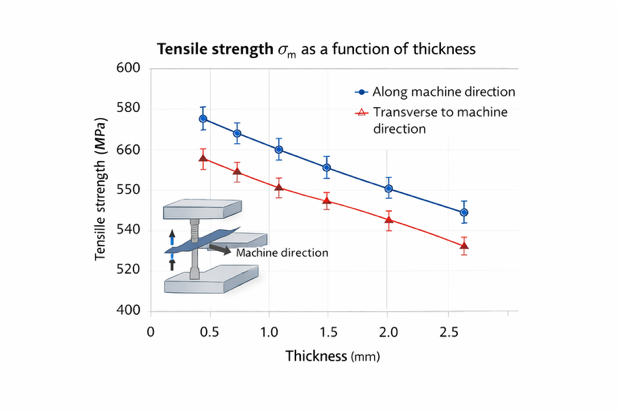 Tensile strength σm as a function of thickness
600
580
660
550
540
520
400
Tensille strrength (MPa)
Along machine direction
Transverse to machine
direction
Machine direction
0 0.5 1.0 1.5 2.0 2.5
Thickness (mm)